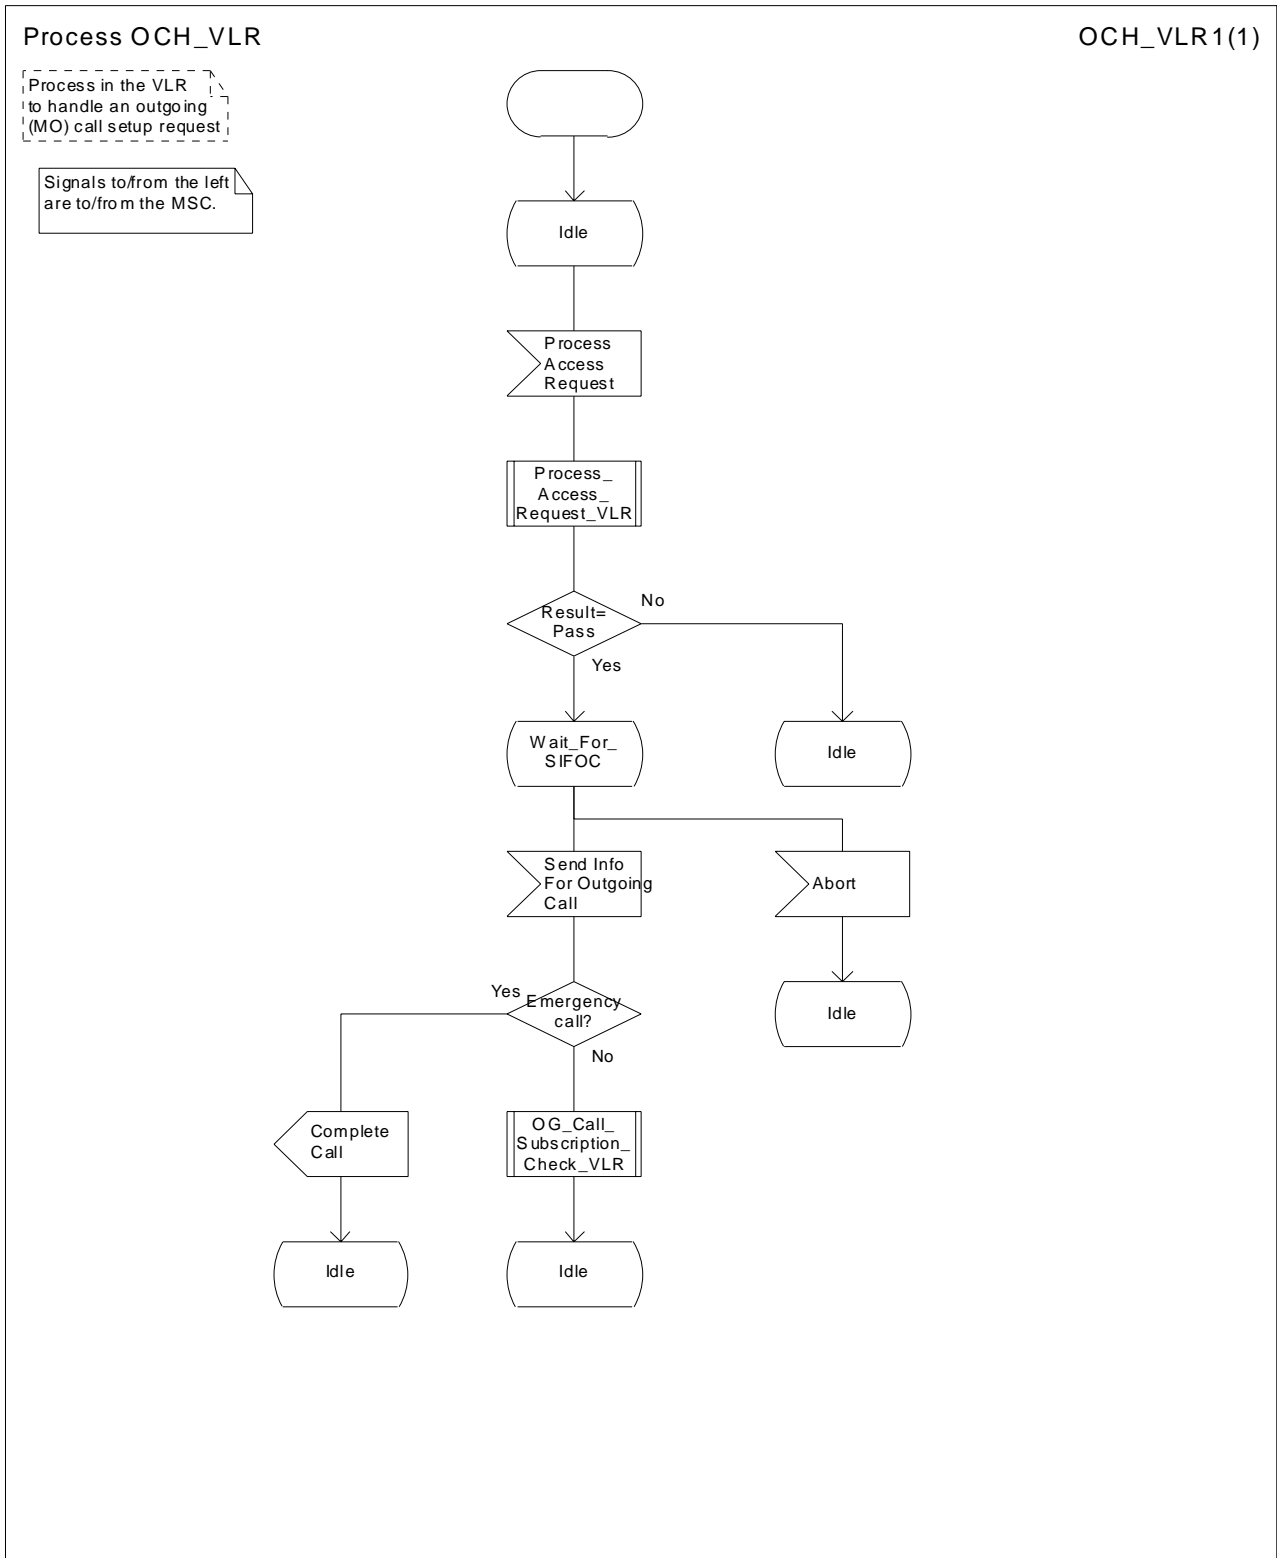 Process OCH_VLR
OCH_VLR1(1)
Process in the VLR
to handle an outgoing
(MO) call setup request
Signals to/from the left
are to/from the MSC.
Idle
Process
Access
Request
Process_
Access_
Request_VLR
Result=
Pass
No
Yes
Wait_For_
SIFOC
Idle
Send Info
For Outgoing
Call
Abort
Yes
Emergency
call?
No
Idle
Complete
Call
OG_Call_
Subscription_
Check_VLR
Idle
Idle